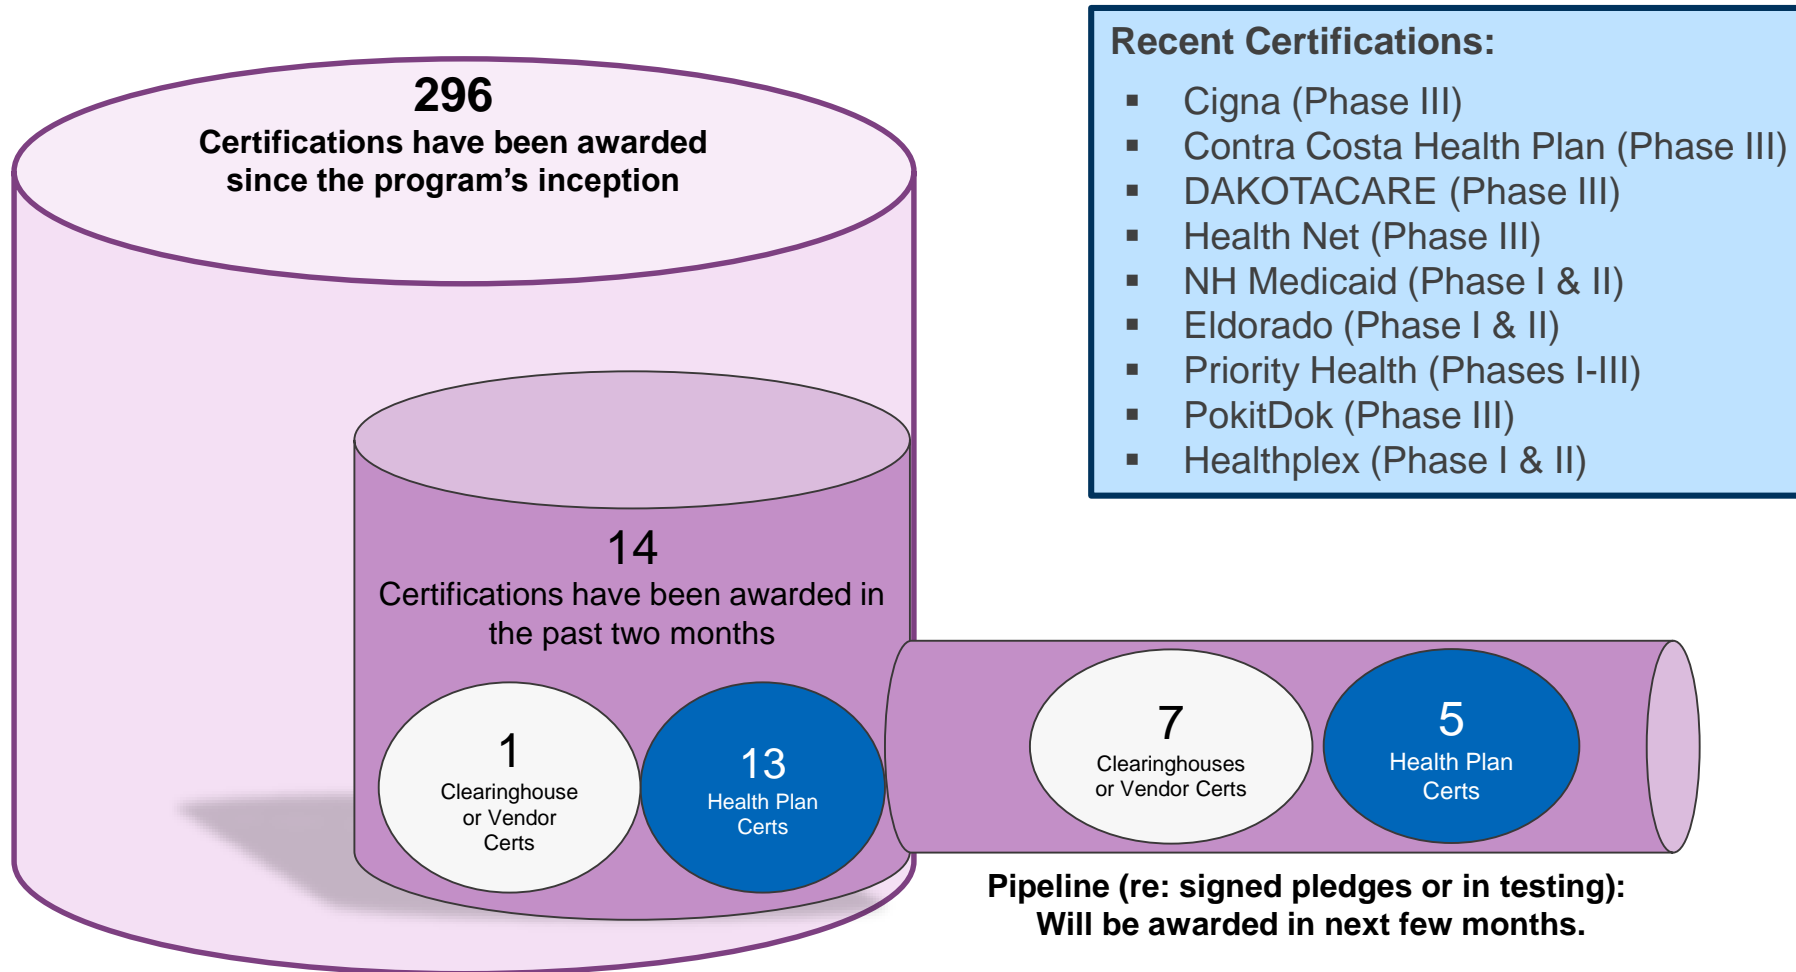 296
Certifications have been awarded
since the program’s inception
Recent Certifications:
▪ Cigna (Phase III)
▪ Contra Costa Health Plan (Phase III)
▪ DAKOTACARE (Phase III)
▪ Health Net (Phase III)
▪ NH Medicaid (Phase I & II)
▪ Eldorado (Phase I & II)
▪ Priority Health (Phases I-III)
▪ PokitDok (Phase III)
▪ Healthplex (Phase I & II)
14
Certifications have been awarded in
the past two months
1
Clearinghouse
or Vendor
Certs
13
Health Plan
Certs
7
Clearinghouses
or Vendor Certs
5
Health Plan
Certs
Pipeline (re: signed pledges or in testing):
Will be awarded in next few months.